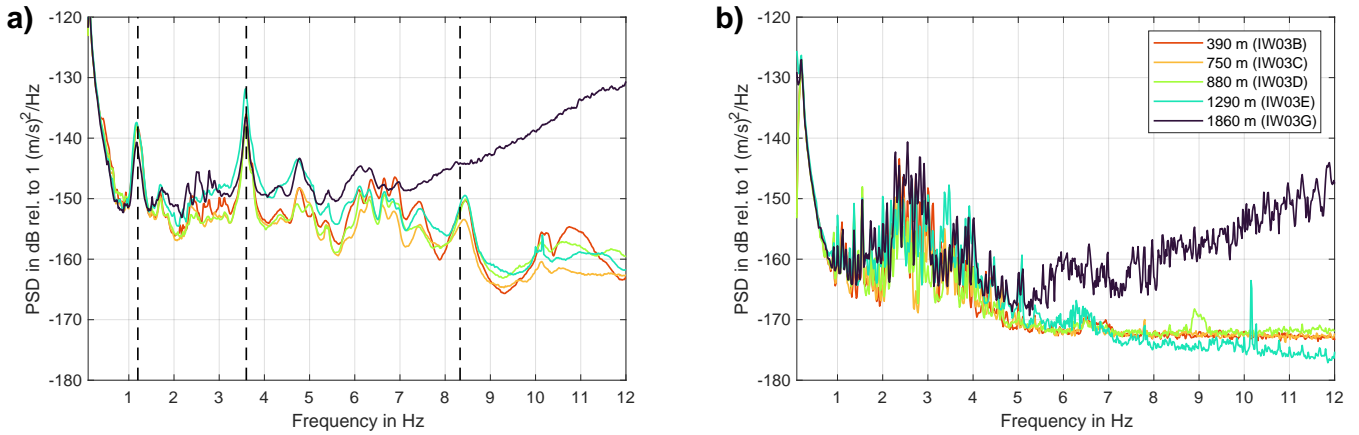 a)
PSD in dB rel. to 1 (m/s)²/Hz
-120
-130
-140
-150
-160
-170
-180
1 2 3 4 5 6 7 8 9 10 11 12
Frequency in Hz
b)
PSD in dB rel. to 1 (m/s)²/Hz
-120
-130
-140
-150
-160
-170
-180
1 2 3 4 5 6 7 8 9 10 11 12
Frequency in Hz
390 m (IW03B)
750 m (IW03C)
880 m (IW03D)
1290 m (IW03E)
1860 m (IW03G)